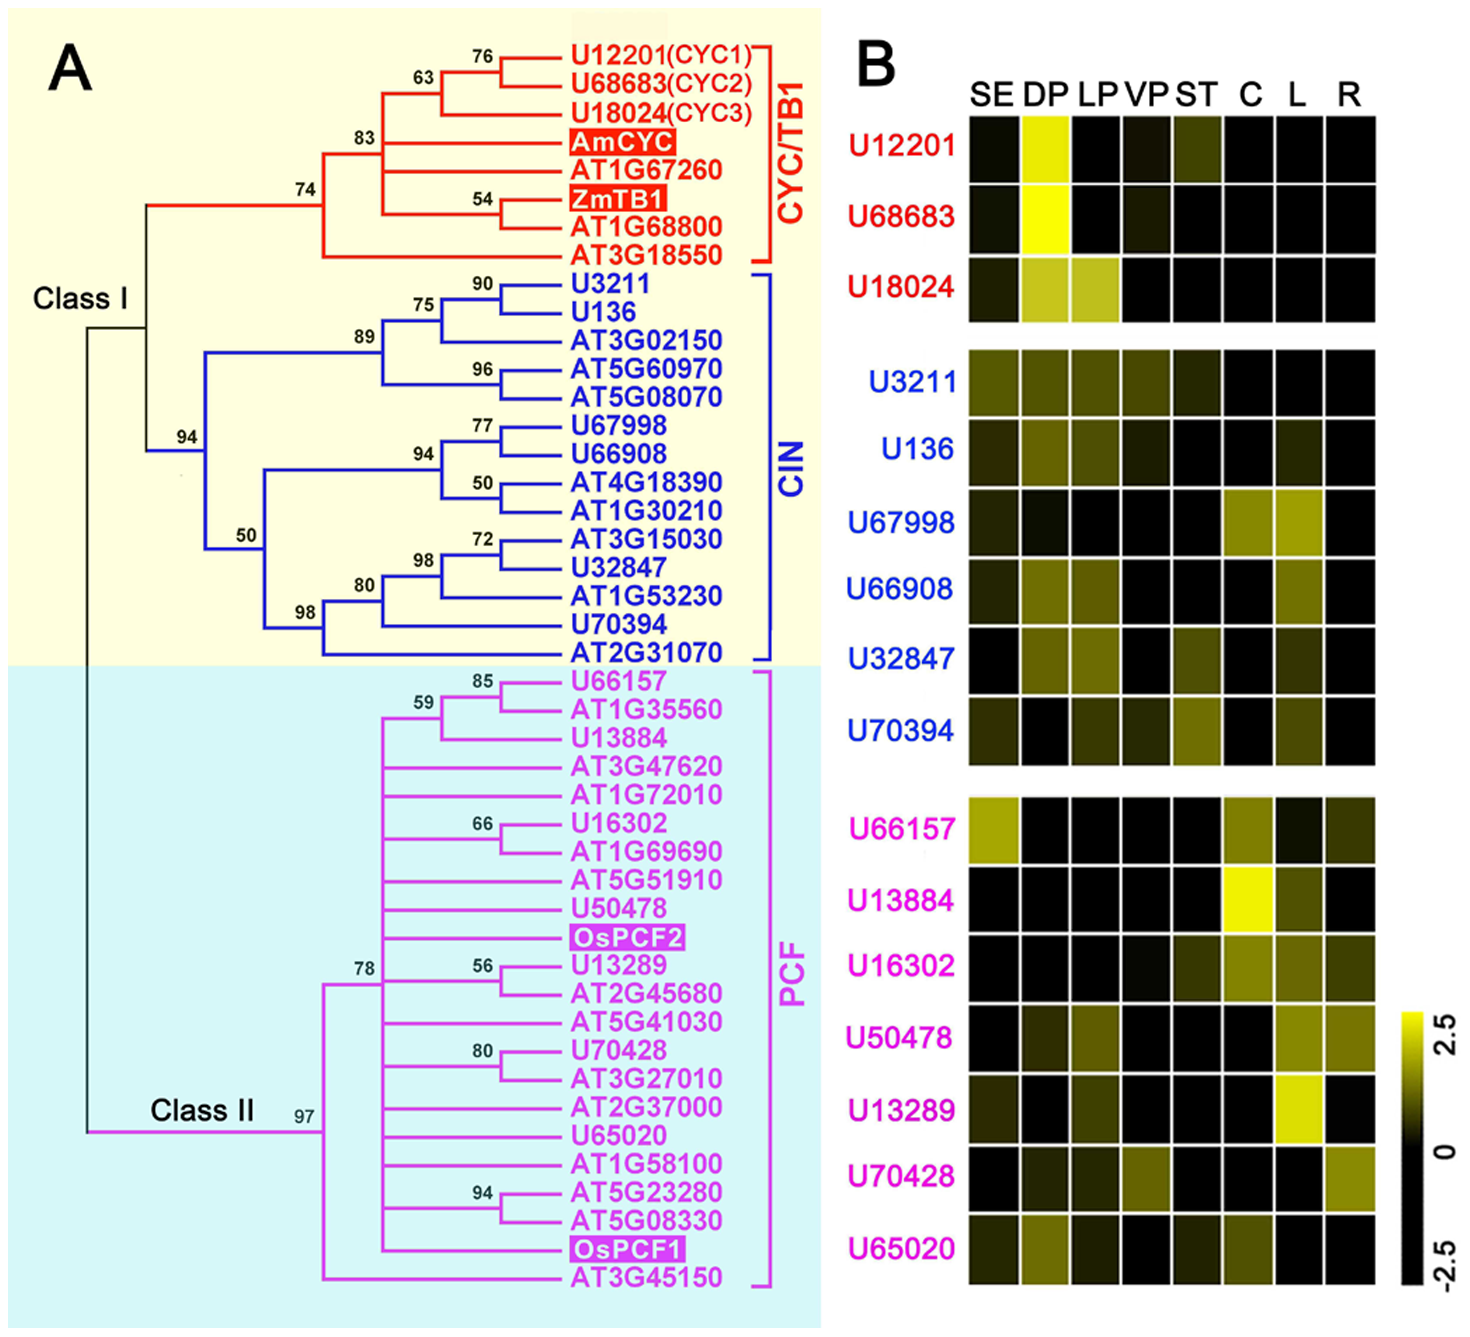 A
76
U12201(CYC1)
63
U68683(CYC2)
U18024(CYC3)
83
AmCYC
AT1G67260
74
54
ZmTB1
AT1G68800
AT3G18550
CYC/TB1
Class I
90
U3211
75
U136
89
AT3G02150
96
AT5G60970
AT5G08070
94
77
U67998
94
U66908
50
AT4G18390
AT1G30210
50
72
AT3G15030
98
U32847
80
AT1G53230
98
U70394
AT2G31070
CIN
85
U66157
59
AT1G35560
U13884
AT3G47620
AT1G72010
66
U16302
AT1G69690
AT5G51910
U50478
OsPCF2
78
56
U13289
AT2G45680
AT5G41030
80
U70428
AT3G27010
Class II
97
AT2G37000
U65020
AT1G58100
94
AT5G23280
AT5G08330
OsPCF1
AT3G45150
PCF
B
SE DP LP VP ST C L R
U12201
U68683
U18024
U3211
U136
U67998
U66908
U32847
U70394
U66157
U13884
U16302
U50478
U13289
U70428
U65020
2.5
0
-2.5